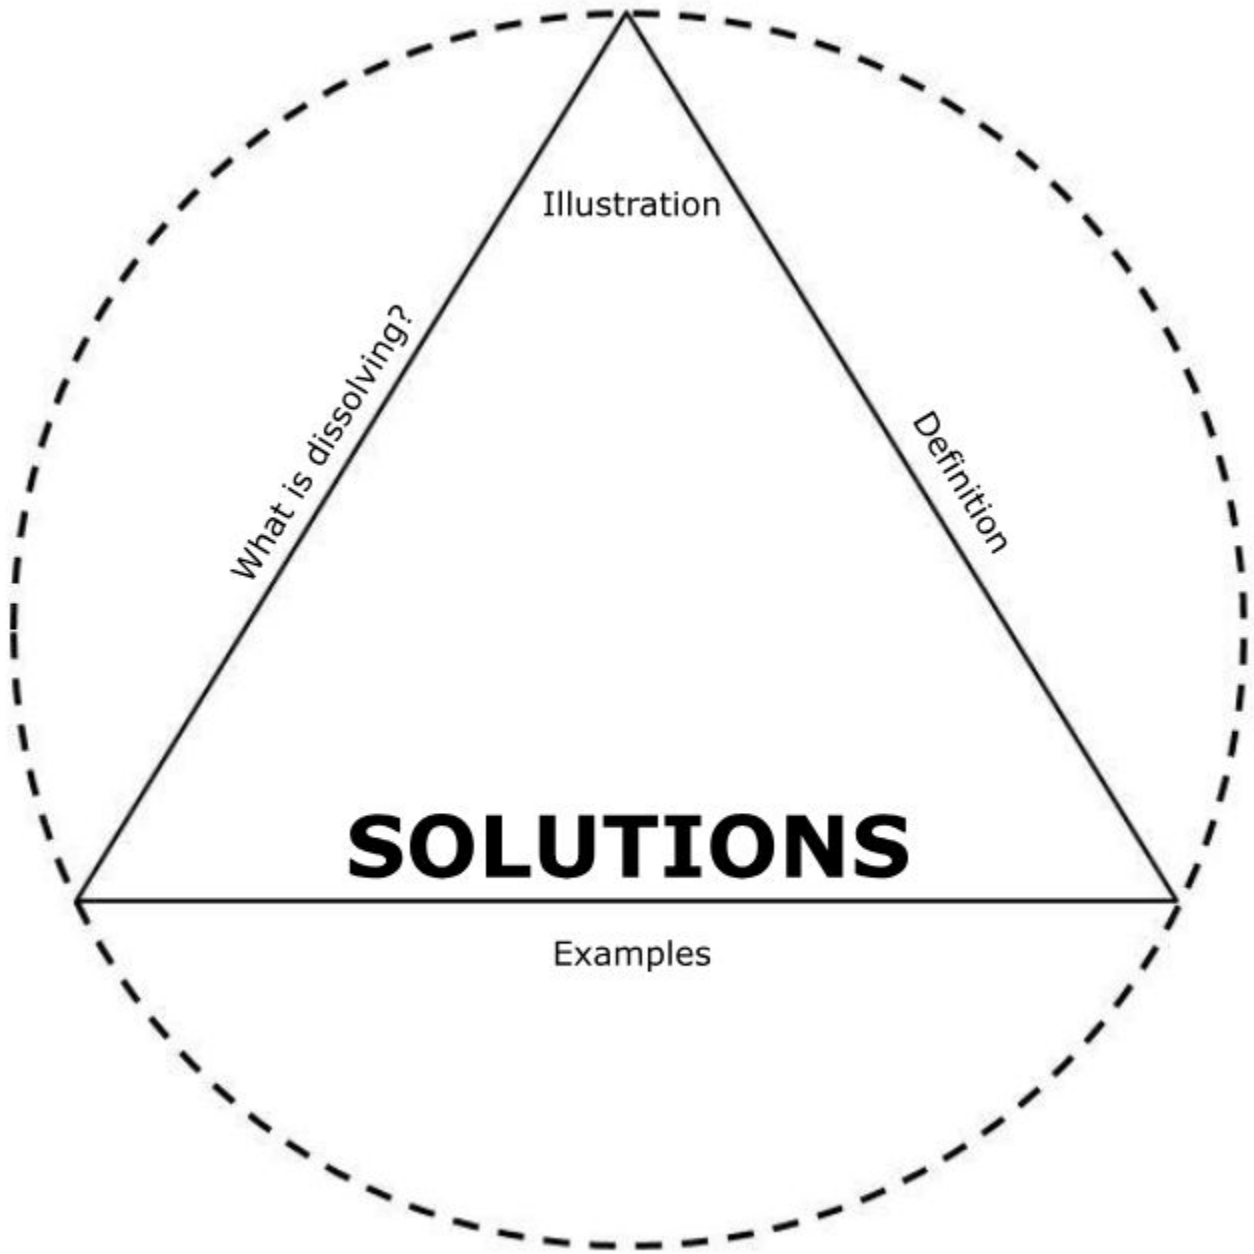 Illustration
What is dissolving?
Definition
SOLUTIONS
Examples